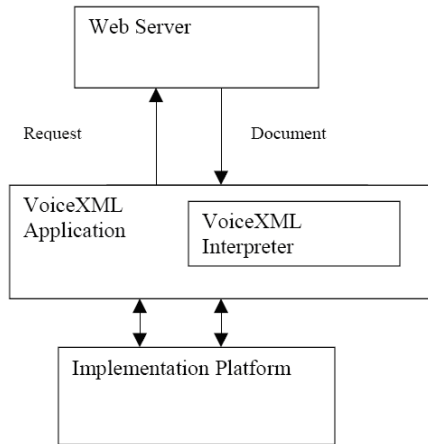 Web Server
Request
Document
VoiceXML
Application
VoiceXML
Interpreter
Implementation Platform